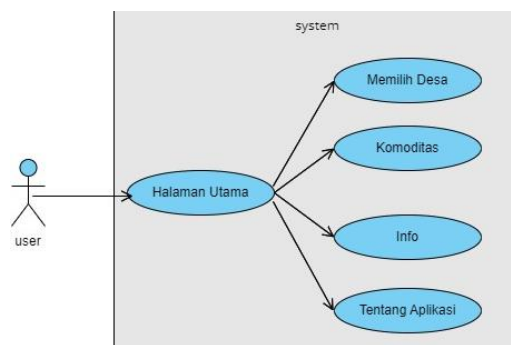 system
Memilih Desa
Komoditas
Halaman Utama
user
Info
Tentang Aplikasi